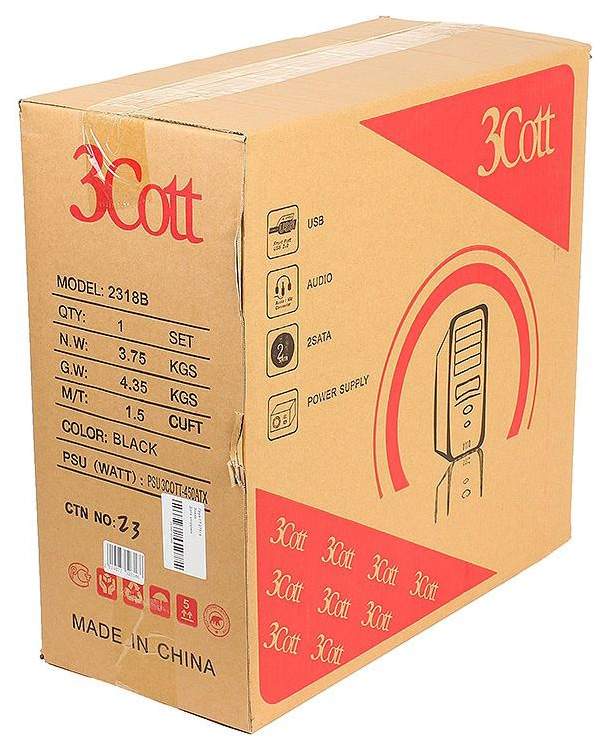 3Cott
MODEL: 2318B
QTY: 1 SET
N.W: 3.75 KGS
G.W: 4.35 KGS
M/T: 1.5 CUFT
COLOR: BLACK
PSU (WATT): PSU 3COTT-450ATX
CTN NO: 23
5
MADE IN CHINA
3Cott
USB
AUDIO
2SATA
POWER SUPPLY
3Cott 3Cott 3Cott 3Cott
3Cott 3Cott 3Cott
3Cott 3Cott